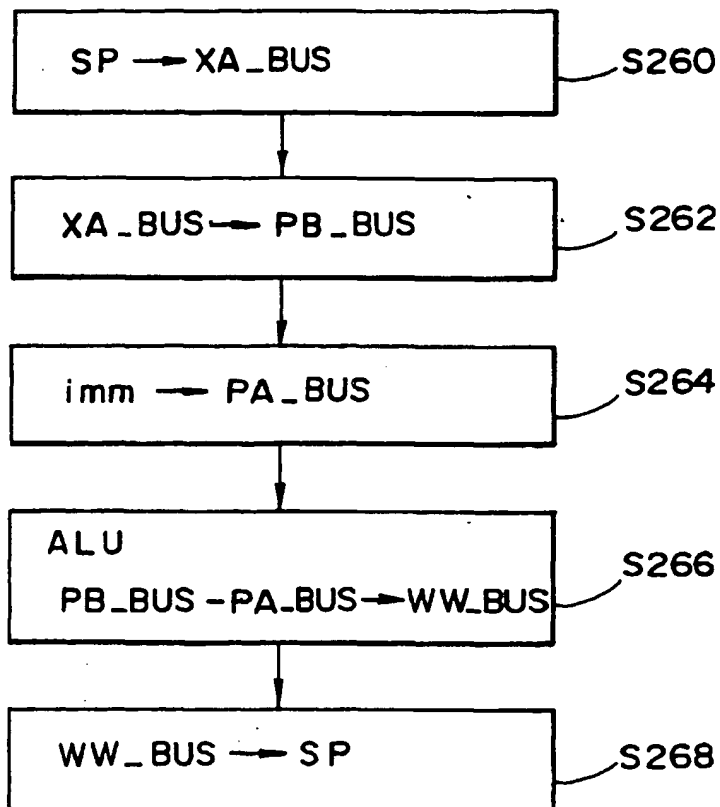 SP → XA_BUS
S260
XA_BUS → PB_BUS
S262
imm → PA_BUS
S264
ALU
PB_BUS - PA_BUS → WW_BUS
S266
WW_BUS → SP
S268